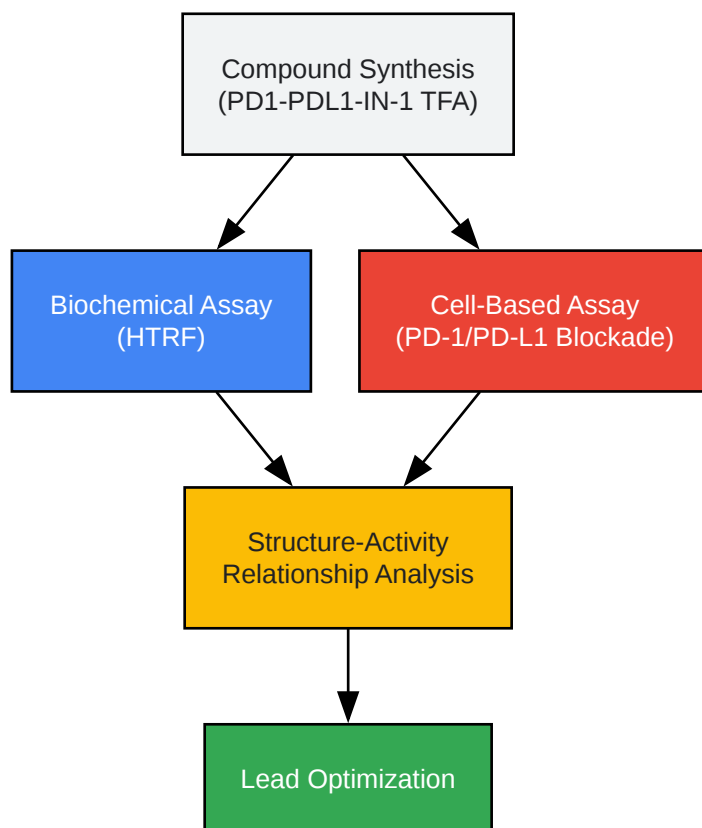 Compound Synthesis
(PD1-PDL1-IN-1 TFA)
Biochemical Assay
(HTRF)
Cell-Based Assay
(PD-1/PD-L1 Blockade)
Structure-Activity
Relationship Analysis
Lead Optimization